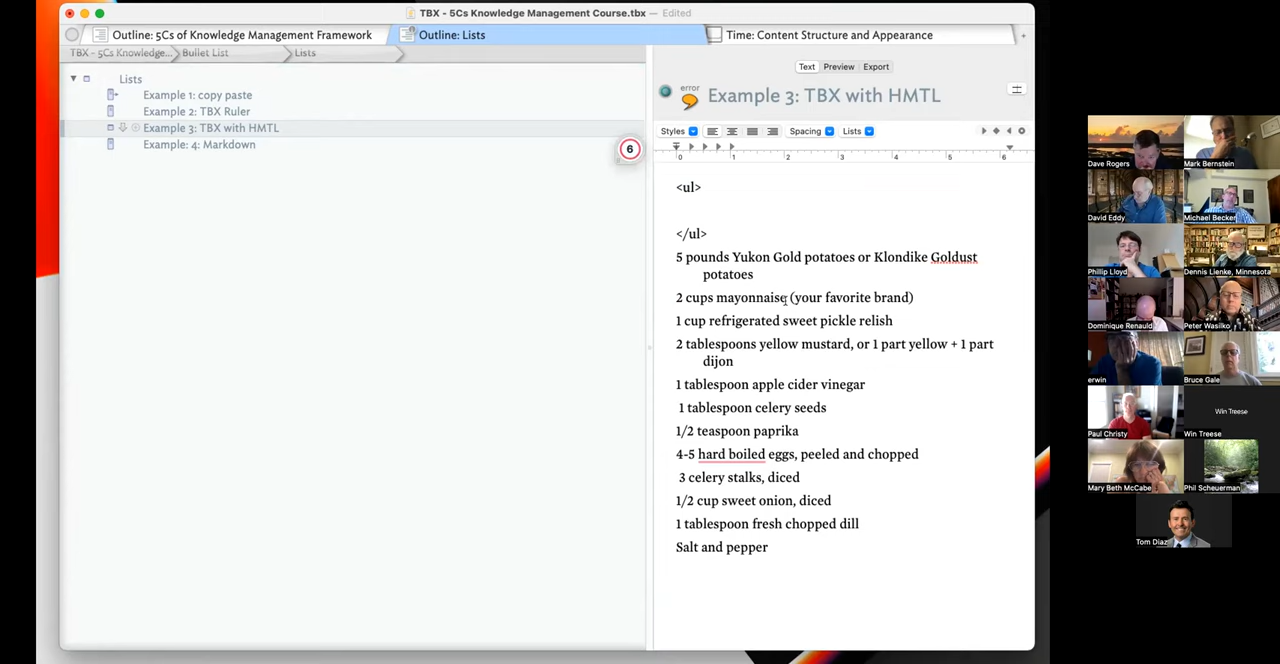 TBX - 5Cs Knowledge Management Course.tbx — Edited
Outline: 5Cs of Knowledge Management Framework
Outline: Lists
Time: Content Structure and Appearance
TBX - 5Cs Knowledge... Bullet List Lists
Lists
Example 1: copy paste
Example 2: TBX Ruler
Example 3: TBX with HMTL
Example: 4: Markdown
6
Text Preview Export
error
Example 3: TBX with HMTL
Styles Spacing Lists
0 1 2 3 4 5 6
<ul>
</ul>
5 pounds Yukon Gold potatoes or Klondike Goldust
potatoes
2 cups mayonnaise (your favorite brand)
1 cup refrigerated sweet pickle relish
2 tablespoons yellow mustard, or 1 part yellow + 1 part
dijon
1 tablespoon apple cider vinegar
1 tablespoon celery seeds
1/2 teaspoon paprika
4-5 hard boiled eggs, peeled and chopped
3 celery stalks, diced
1/2 cup sweet onion, diced
1 tablespoon fresh chopped dill
Salt and pepper
Dave Rogers
Mark Bernstein
David Eddy
Michael Becker
Phillip Lloyd
Dennis Lienke, Minnesota
Dominique Renauld
Peter Wasilko
erwin
Bruce Gale
Paul Christy
Win Treese
Win Treese
Mary Beth McCabe
Phil Scheuerman
Tom Diaz